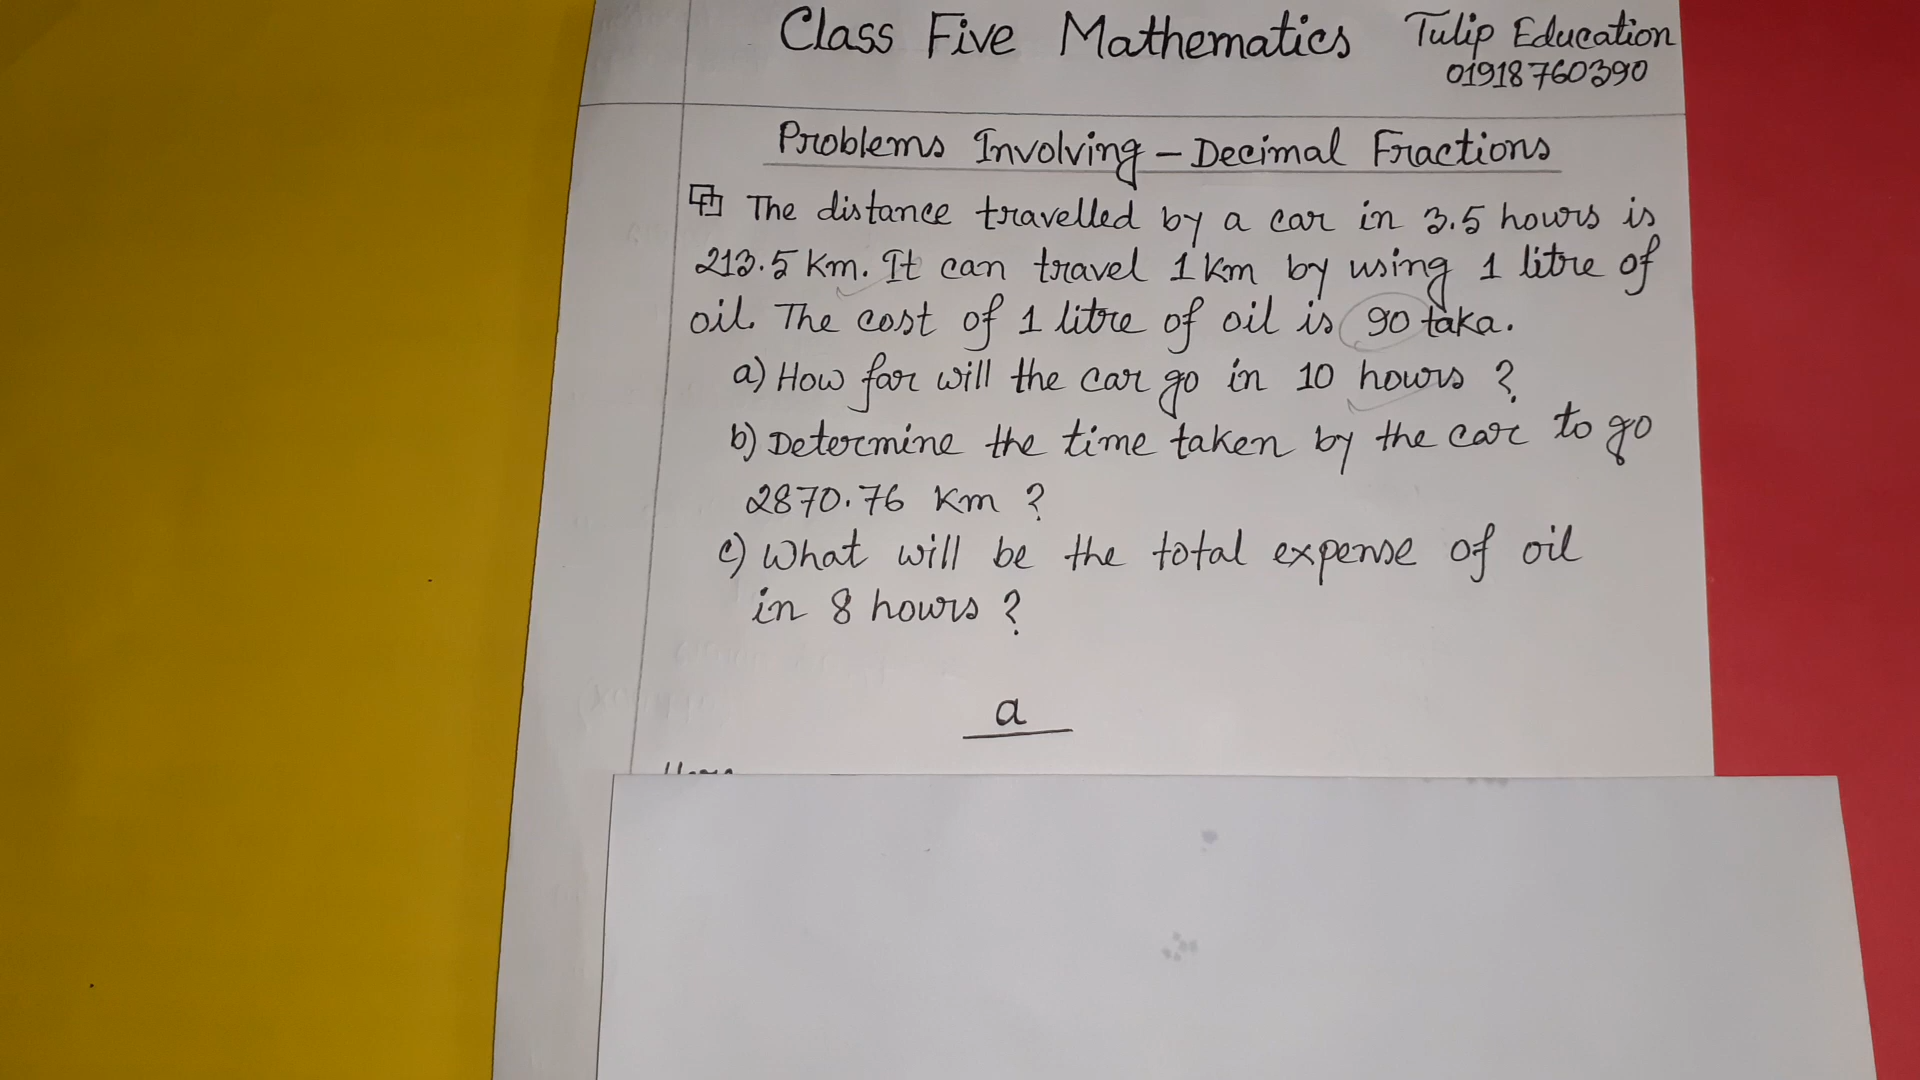 Class Five Mathematics Tulip Education
01918760390
Problems Involving - Decimal Fractions
The distance travelled by a car in 3.5 hours is
213.5 km. It can travel 1 km by using 1 litre of
oil. The cost of 1 litre of oil is 90 taka.
a) How far will the car go in 10 hours ?
b) Determine the time taken by the car to go
2870.76 km ?
c) What will be the total expense of oil
in 8 hours ?
a